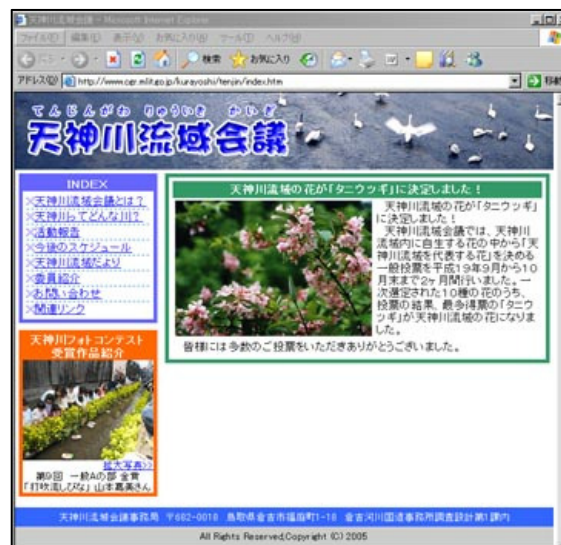 天神川流域会議 - Microsoft Internet Explorer
ファイル(F) 編集(E) 表示(V) お気に入り(A) ツール(T) ヘルプ(H)
戻る 検索 お気に入り
アドレス(D) http://www.cgr.mlit.go.jp/kurayoshi/tenjin/index.htm 移動
てんじんがわ りゅういき かいぎ
天神川流域会議
INDEX
天神川流域会議とは？
天神川ってどんな川？
活動報告
今後のスケジュール
天神川流域だより
委員紹介
お問い合わせ
関連リンク
天神川フォトコンテスト
受賞作品紹介
拡大写真>>
第9回 一般Aの部 金賞
「打吹流しびな」山本嘉美さん
天神川流域の花が「タニウツギ」に決定しました！
天神川流域の花が「タニウツギ」
に決定しました！
天神川流域会議では、天神川
流域内に自生する花の中から「天
神川流域を代表する花」を決める
一般投票を平成19年9月から10
月末まで2ヶ月間行いました。一
次選定された10種の花のうち、
投票の結果、最多得票の「タニウ
ツギ」が天神川流域の花になりま
した。
皆様には多数のご投票をいただきありがとうございました。
天神川流域会議事務局 〒682-0018 鳥取県倉吉市福庭町1-18 倉吉河川国道事務所調査設計第1課内
All Rights Reserved,Copyright (C) 2005